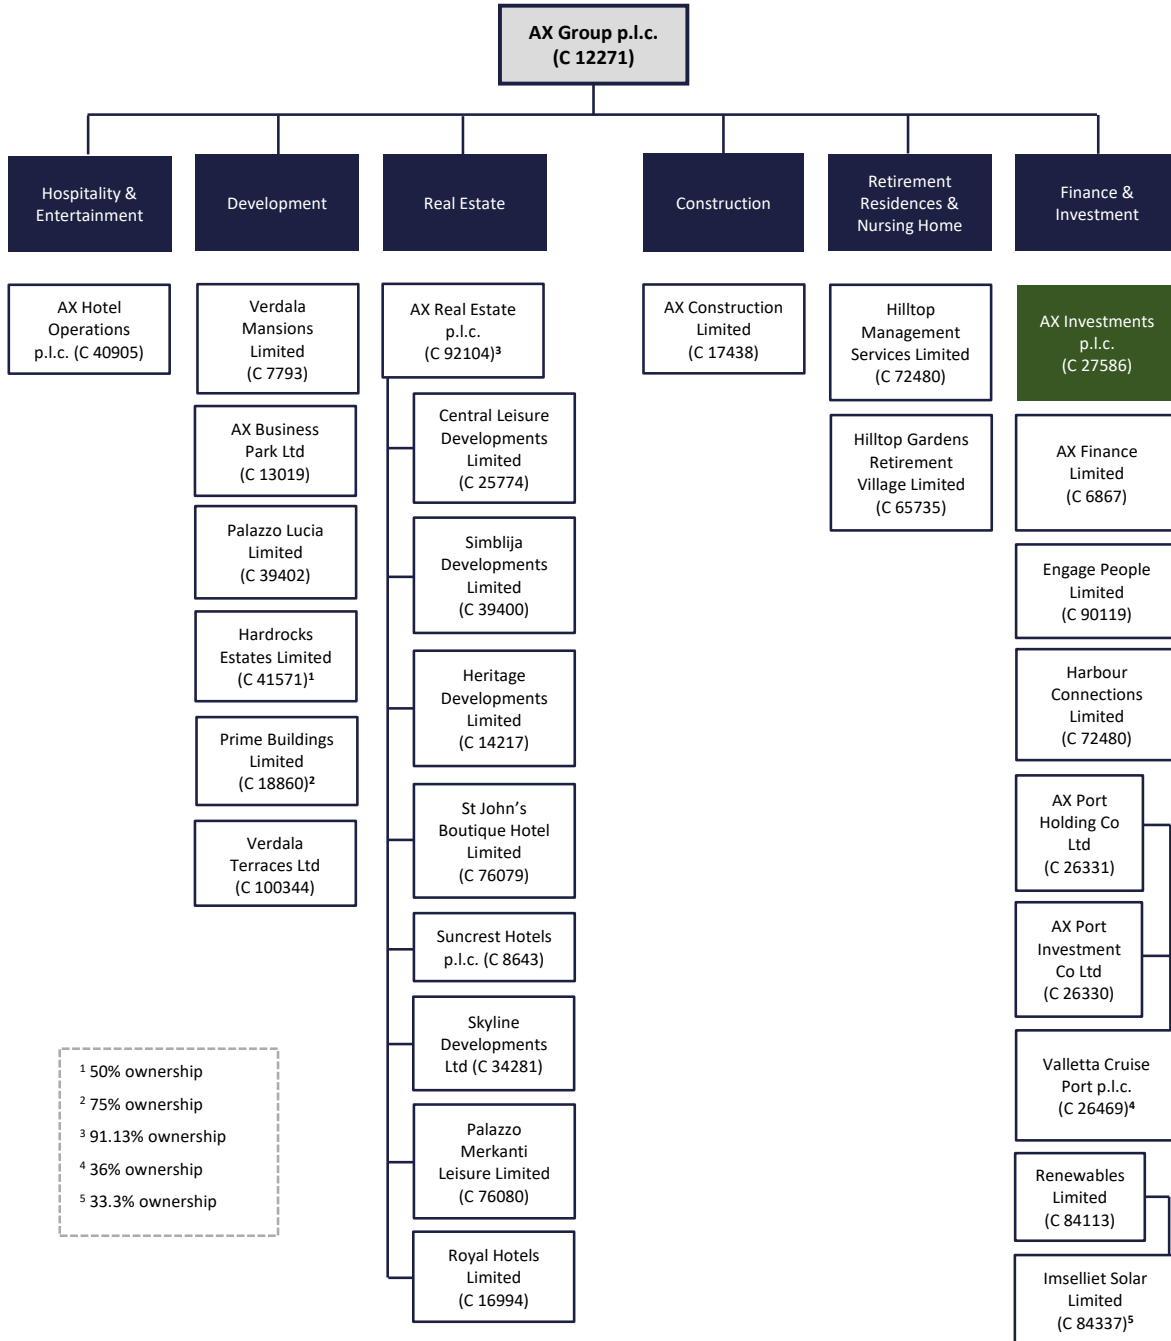 AX Group p.l.c.
(C 12271)
Hospitality &
Entertainment
Development
Real Estate
Construction
Retirement
Residences &
Nursing Home
Finance &
Investment
AX Hotel
Operations
p.l.c. (C 40905)
Verdala
Mansions
Limited
(C 7793)
AX Business
Park Ltd
(C 13019)
Palazzo Lucia
Limited
(C 39402)
Hardrocks
Estates Limited
(C 41571)¹
Prime Buildings
Limited
(C 18860)²
Verdala
Terraces Ltd
(C 100344)
AX Real Estate
p.l.c.
(C 92104)³
Central Leisure
Developments
Limited
(C 25774)
Simblija
Developments
Limited
(C 39400)
Heritage
Developments
Limited
(C 14217)
St John’s
Boutique Hotel
Limited
(C 76079)
Suncrest Hotels
p.l.c. (C 8643)
Skyline
Developments
Ltd (C 34281)
Palazzo
Merkanti
Leisure Limited
(C 76080)
Royal Hotels
Limited
(C 16994)
AX Construction
Limited
(C 17438)
Hilltop
Management
Services Limited
(C 72480)
Hilltop Gardens
Retirement
Village Limited
(C 65735)
AX Investments
p.l.c.
(C 27586)
AX Finance
Limited
(C 6867)
Engage People
Limited
(C 90119)
Harbour
Connections
Limited
(C 72480)
AX Port
Holding Co
Ltd
(C 26331)
AX Port
Investment
Co Ltd
(C 26330)
Valletta Cruise
Port p.l.c.
(C 26469)⁴
Renewables
Limited
(C 84113)
Imselliet Solar
Limited
(C 84337)⁵
¹ 50% ownership
² 75% ownership
³ 91.13% ownership
⁴ 36% ownership
⁵ 33.3% ownership